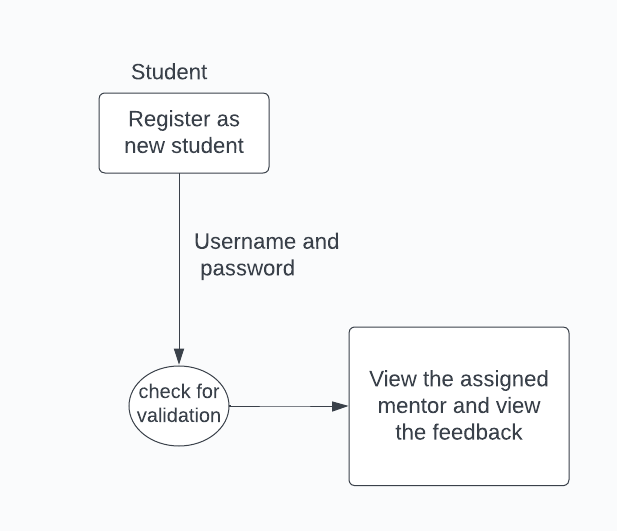 Student
Register as
new student
Username and
password
check for
validation
View the assigned
mentor and view
the feedback